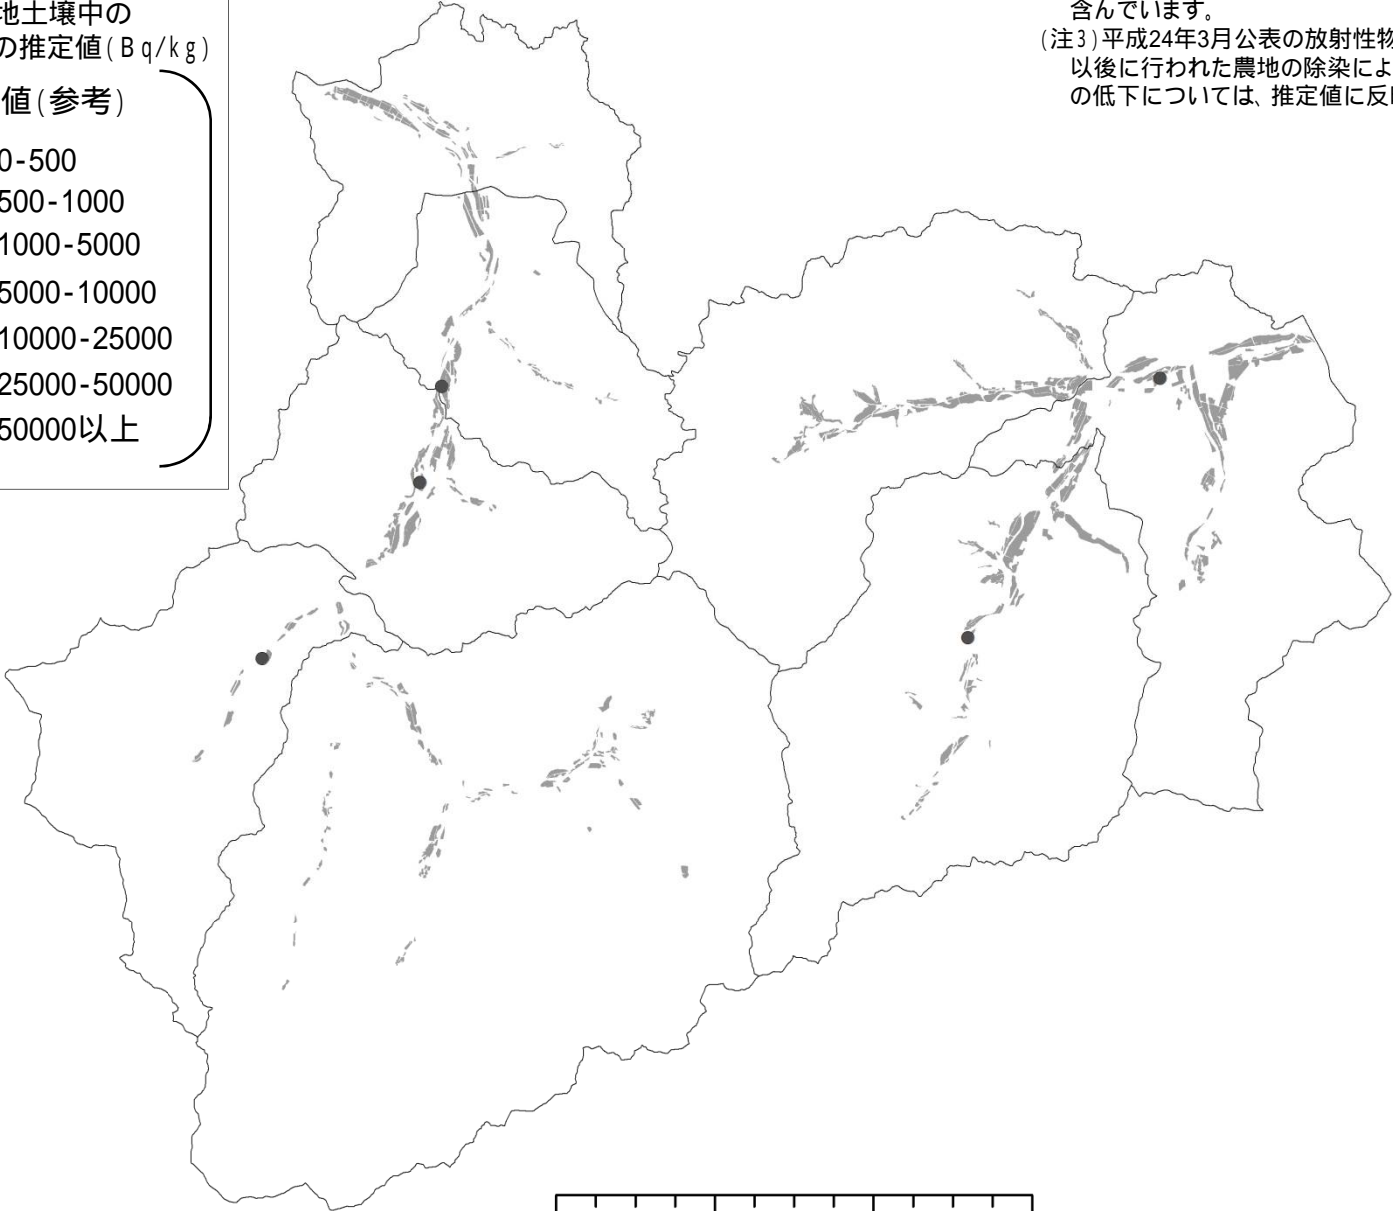 地土壌中の
の推定値(Bq/kg)
値(参考)
0-500
500-1000
1000-5000
5000-10000
10000-25000
25000-50000
50000以上
含んでいます。
(注3)平成24年3月公表の放射性物
以後に行われた農地の除染によ
の低下については、推定値に反